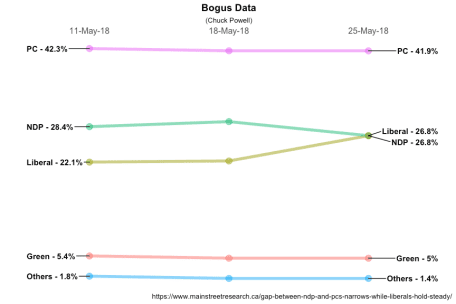 Bogus Data
(Chuck Powell)
11-May-18 18-May-18 25-May-18
PC - 42.3% PC - 41.9%
NDP - 28.4% Liberal - 26.8%
NDP - 26.8%
Liberal - 22.1%
Green - 5.4% Green - 5%
Others - 1.8% Others - 1.4%
https://www.mainstreetresearch.ca/gap-between-ndp-and-pcs-narrows-while-liberals-hold-steady/